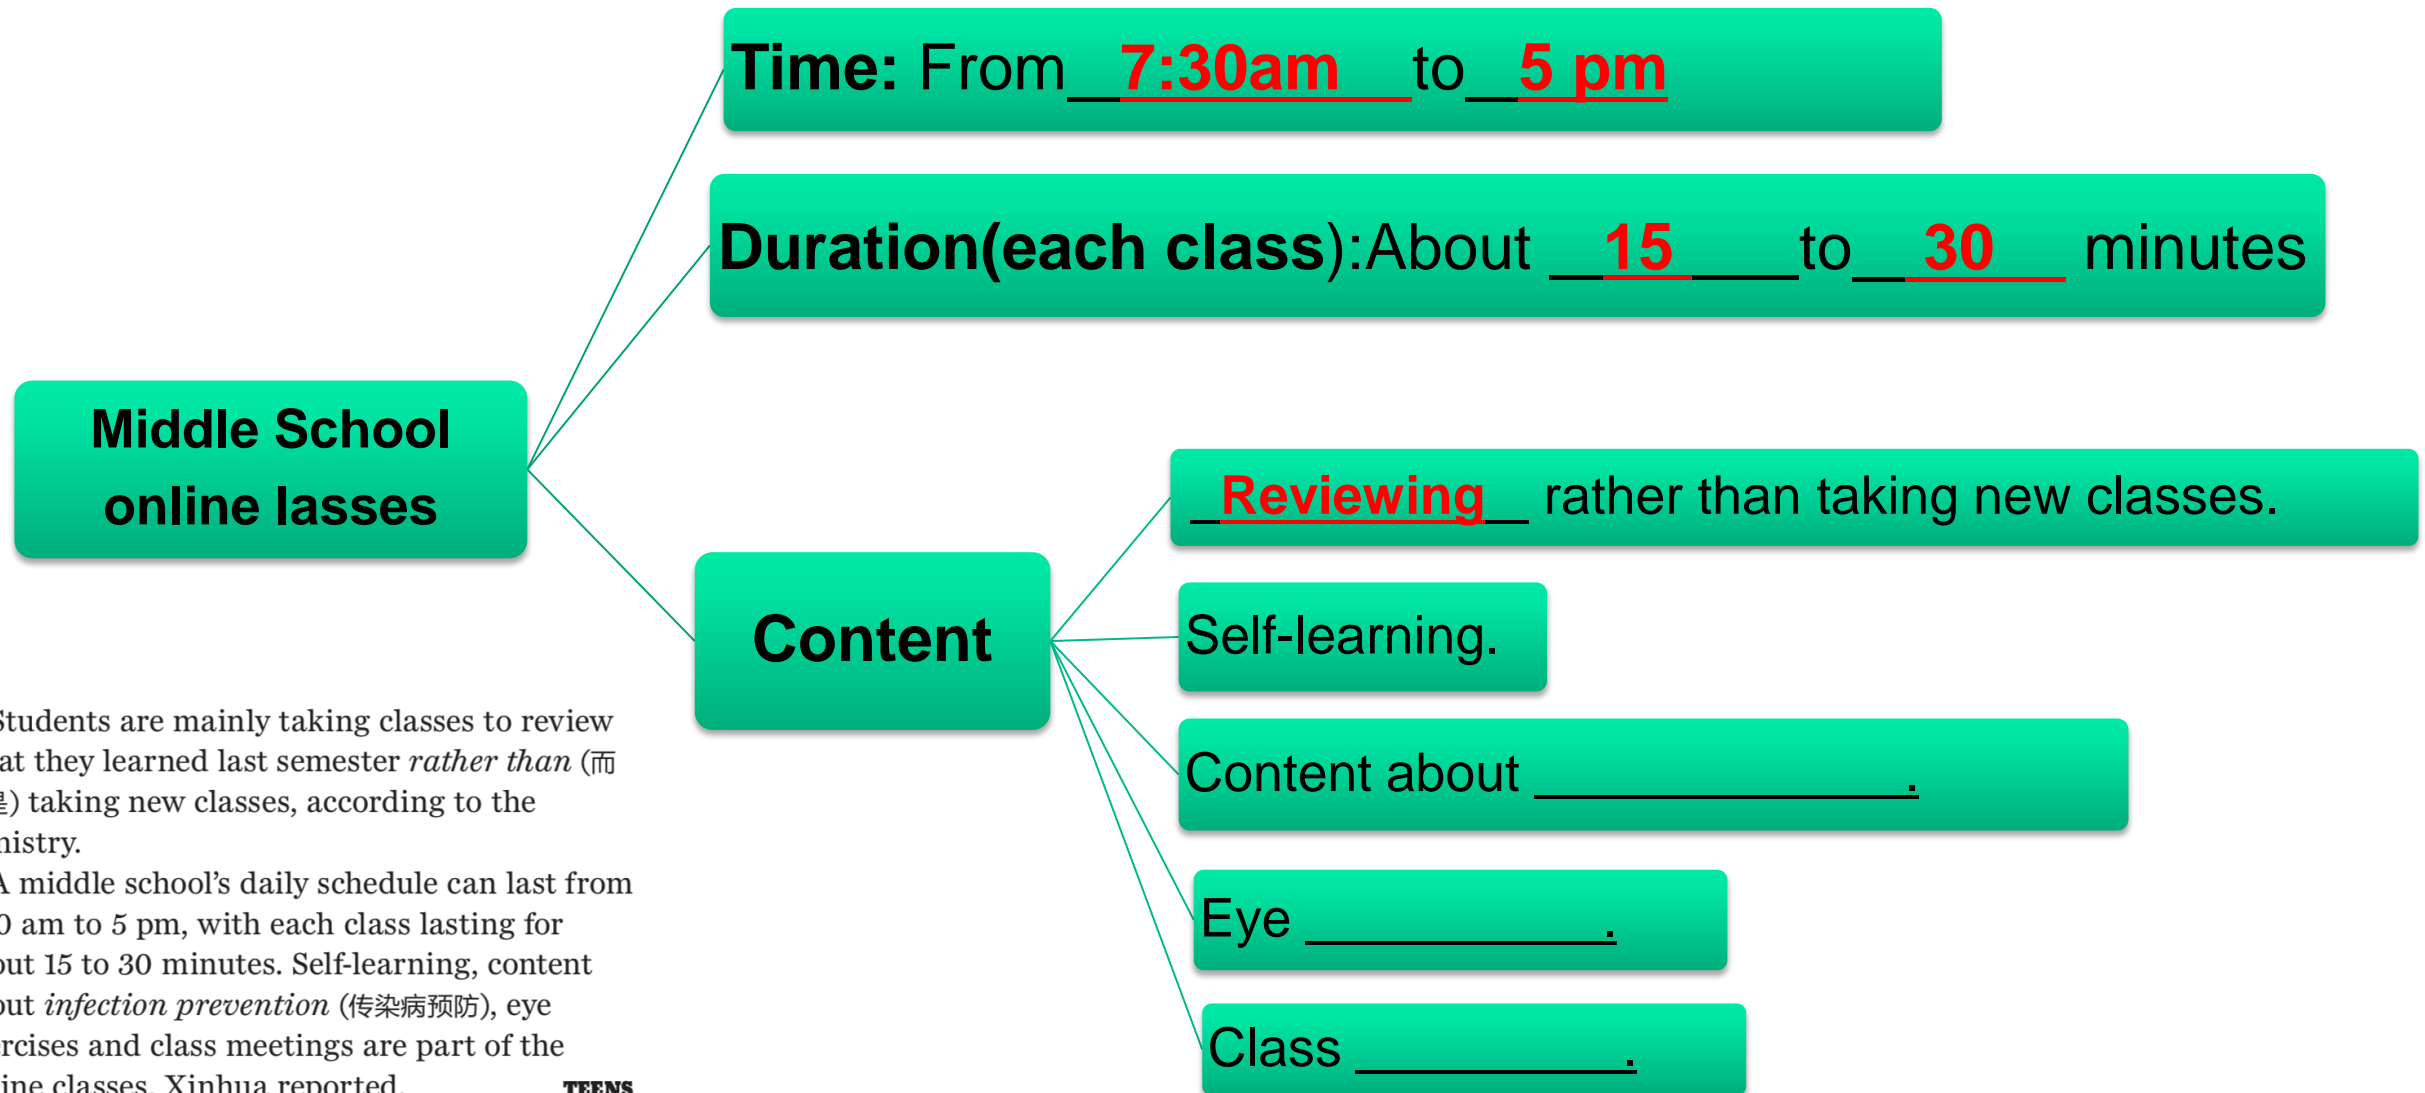 Time: From 7:30am to 5 pm
Duration(each class):About 15 to 30 minutes
Middle School
online lasses
Reviewing rather than taking new classes.
Content
Self-learning.
Content about .
Eye .
Class .
Students are mainly taking classes to review
at they learned last semester rather than (而
) taking new classes, according to the
nistry.
A middle school's daily schedule can last from
0 am to 5 pm, with each class lasting for
out 15 to 30 minutes. Self-learning, content
out infection prevention (传染病预防), eye
rcises and class meetings are part of the
ine classes, Xinhua reported. TEENS